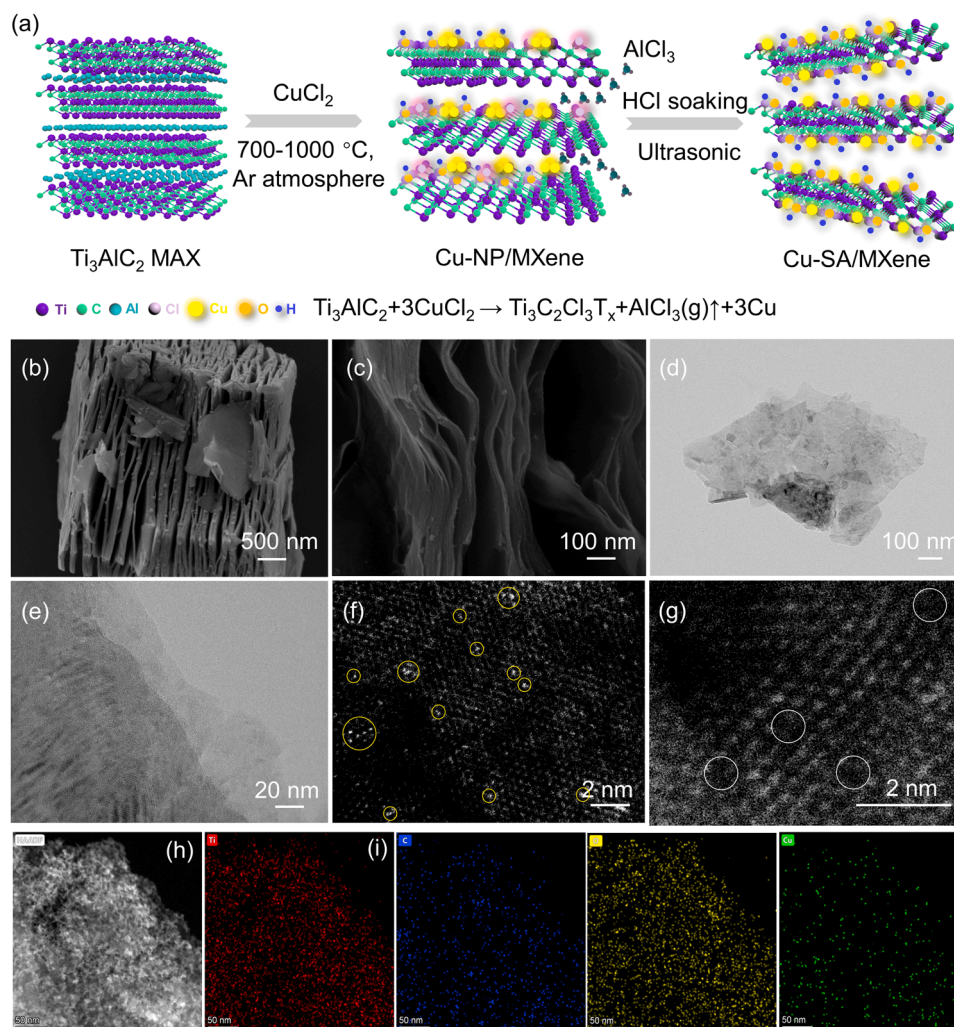 (a)
CuCl₂
700-1000 °C,
Ar atmosphere
AlCl₃
HCl soaking
Ultrasonic
Ti₃AlC₂ MAX
Cu-NP/MXene
Cu-SA/MXene
Ti C Al Cl Cu O H
Ti₃AlC₂+3CuCl₂→Ti₃C₂Cl₃Tₓ+AlCl₃(g)↑+3Cu
(b)
500 nm
(c)
100 nm
(d)
100 nm
(e)
20 nm
(f)
2 nm
(g)
2 nm
HAADF
(h)
50 nm
Ti
(i)
50 nm
C
50 nm
50 nm
Cu
50 nm